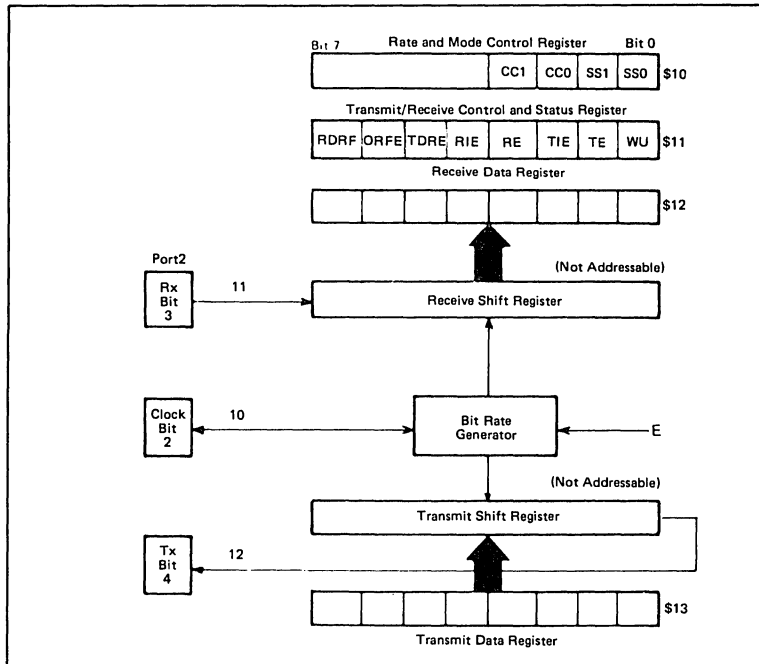 Rate and Mode Control Register
Bit 7
Bit 0
CC1 CC0 SS1 SS0 $10
Transmit/Receive Control and Status Register
RDRF ORFE TDRE RIE RE TIE TE WU $11
Receive Data Register
$12
Port2
(Not Addressable)
Rx
Bit
3
11
Receive Shift Register
Clock
Bit
2
10
Bit Rate
Generator
E
(Not Addressable)
Transmit Shift Register
Tx
Bit
4
12
$13
Transmit Data Register